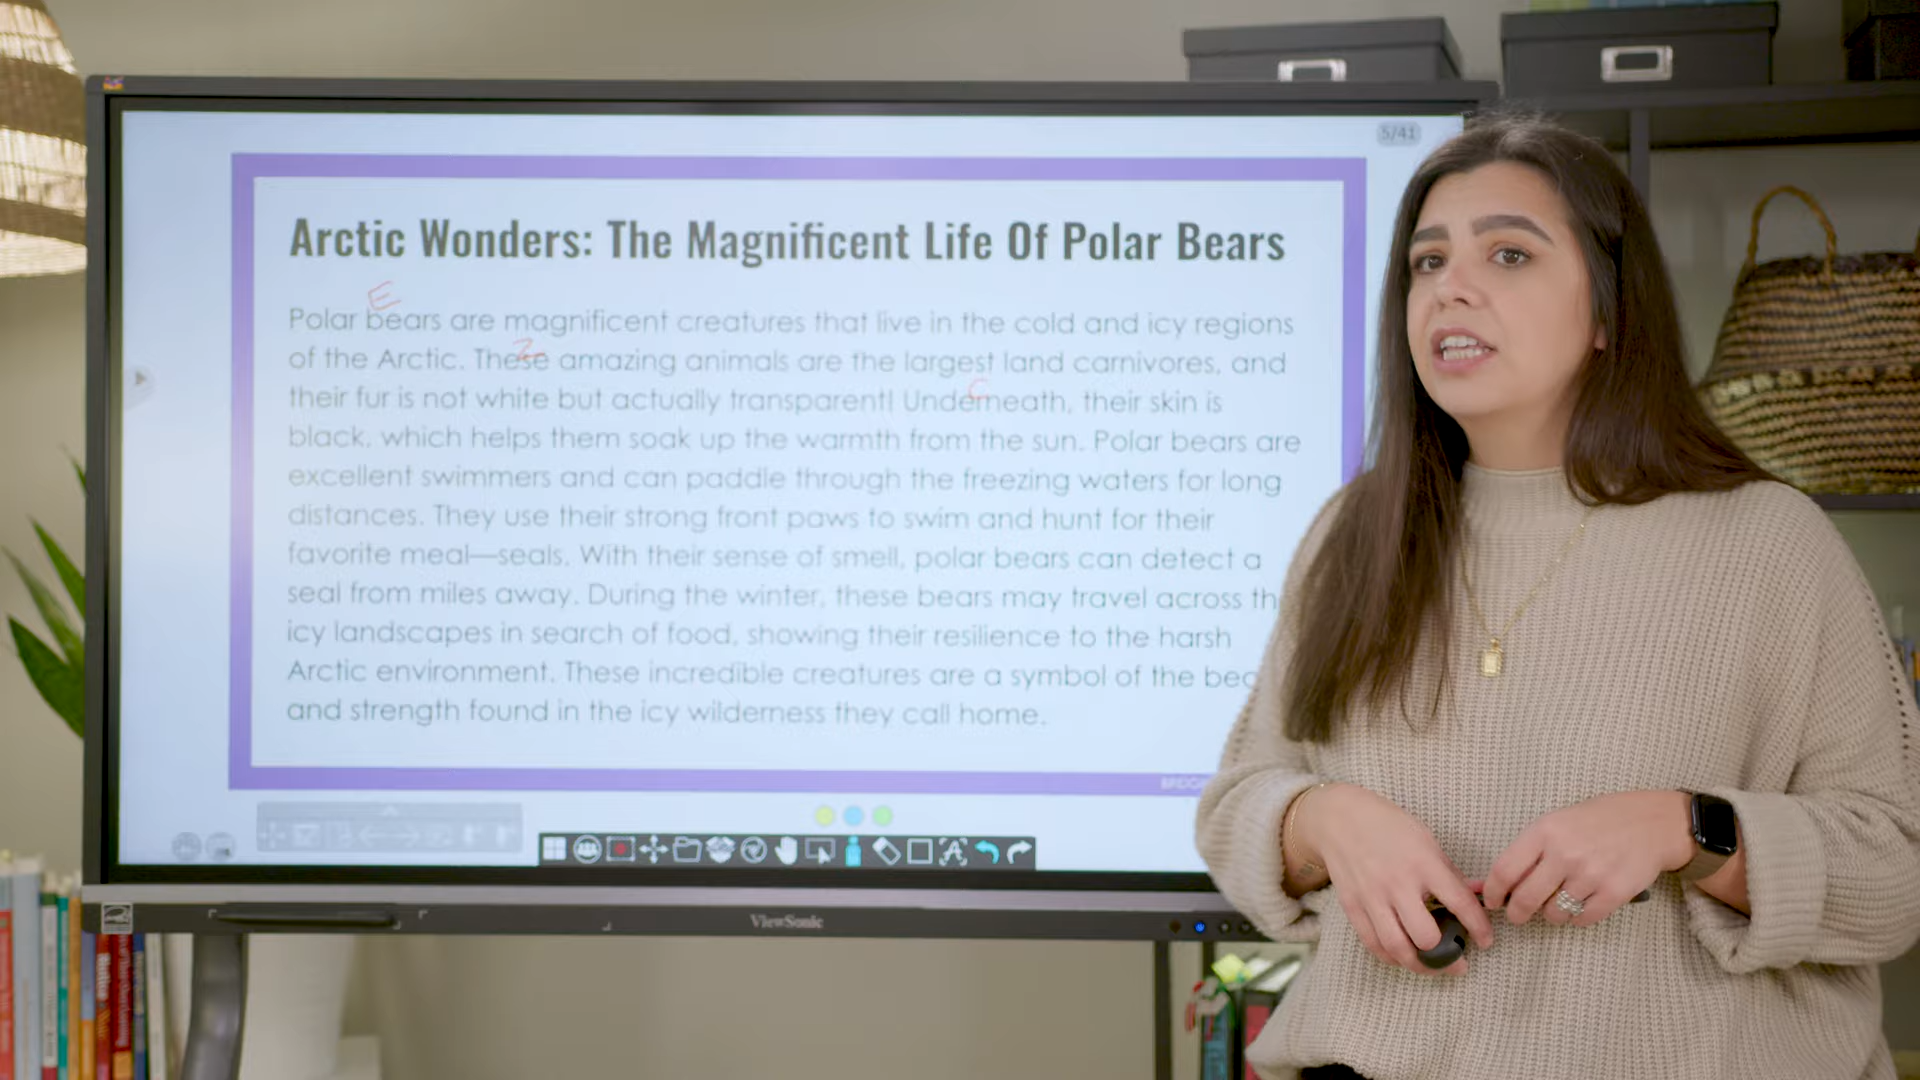 5/41
Arctic Wonders: The Magnificent Life Of Polar Bears
E
Polar bears are magnificent creatures that live in the cold and icy regions
Z
of the Arctic. These amazing animals are the largest land carnivores, and
C
their fur is not white but actually transparent! Underneath, their skin is
black, which helps them soak up the warmth from the sun. Polar bears are
excellent swimmers and can paddle through the freezing waters for long
distances. They use their strong front paws to swim and hunt for their
favorite meal—seals. With their sense of smell, polar bears can detect a
seal from miles away. During the winter, these bears may travel across th
icy landscapes in search of food, showing their resilience to the harsh
Arctic environment. These incredible creatures are a symbol of the bea
and strength found in the icy wilderness they call home.
ViewSonic